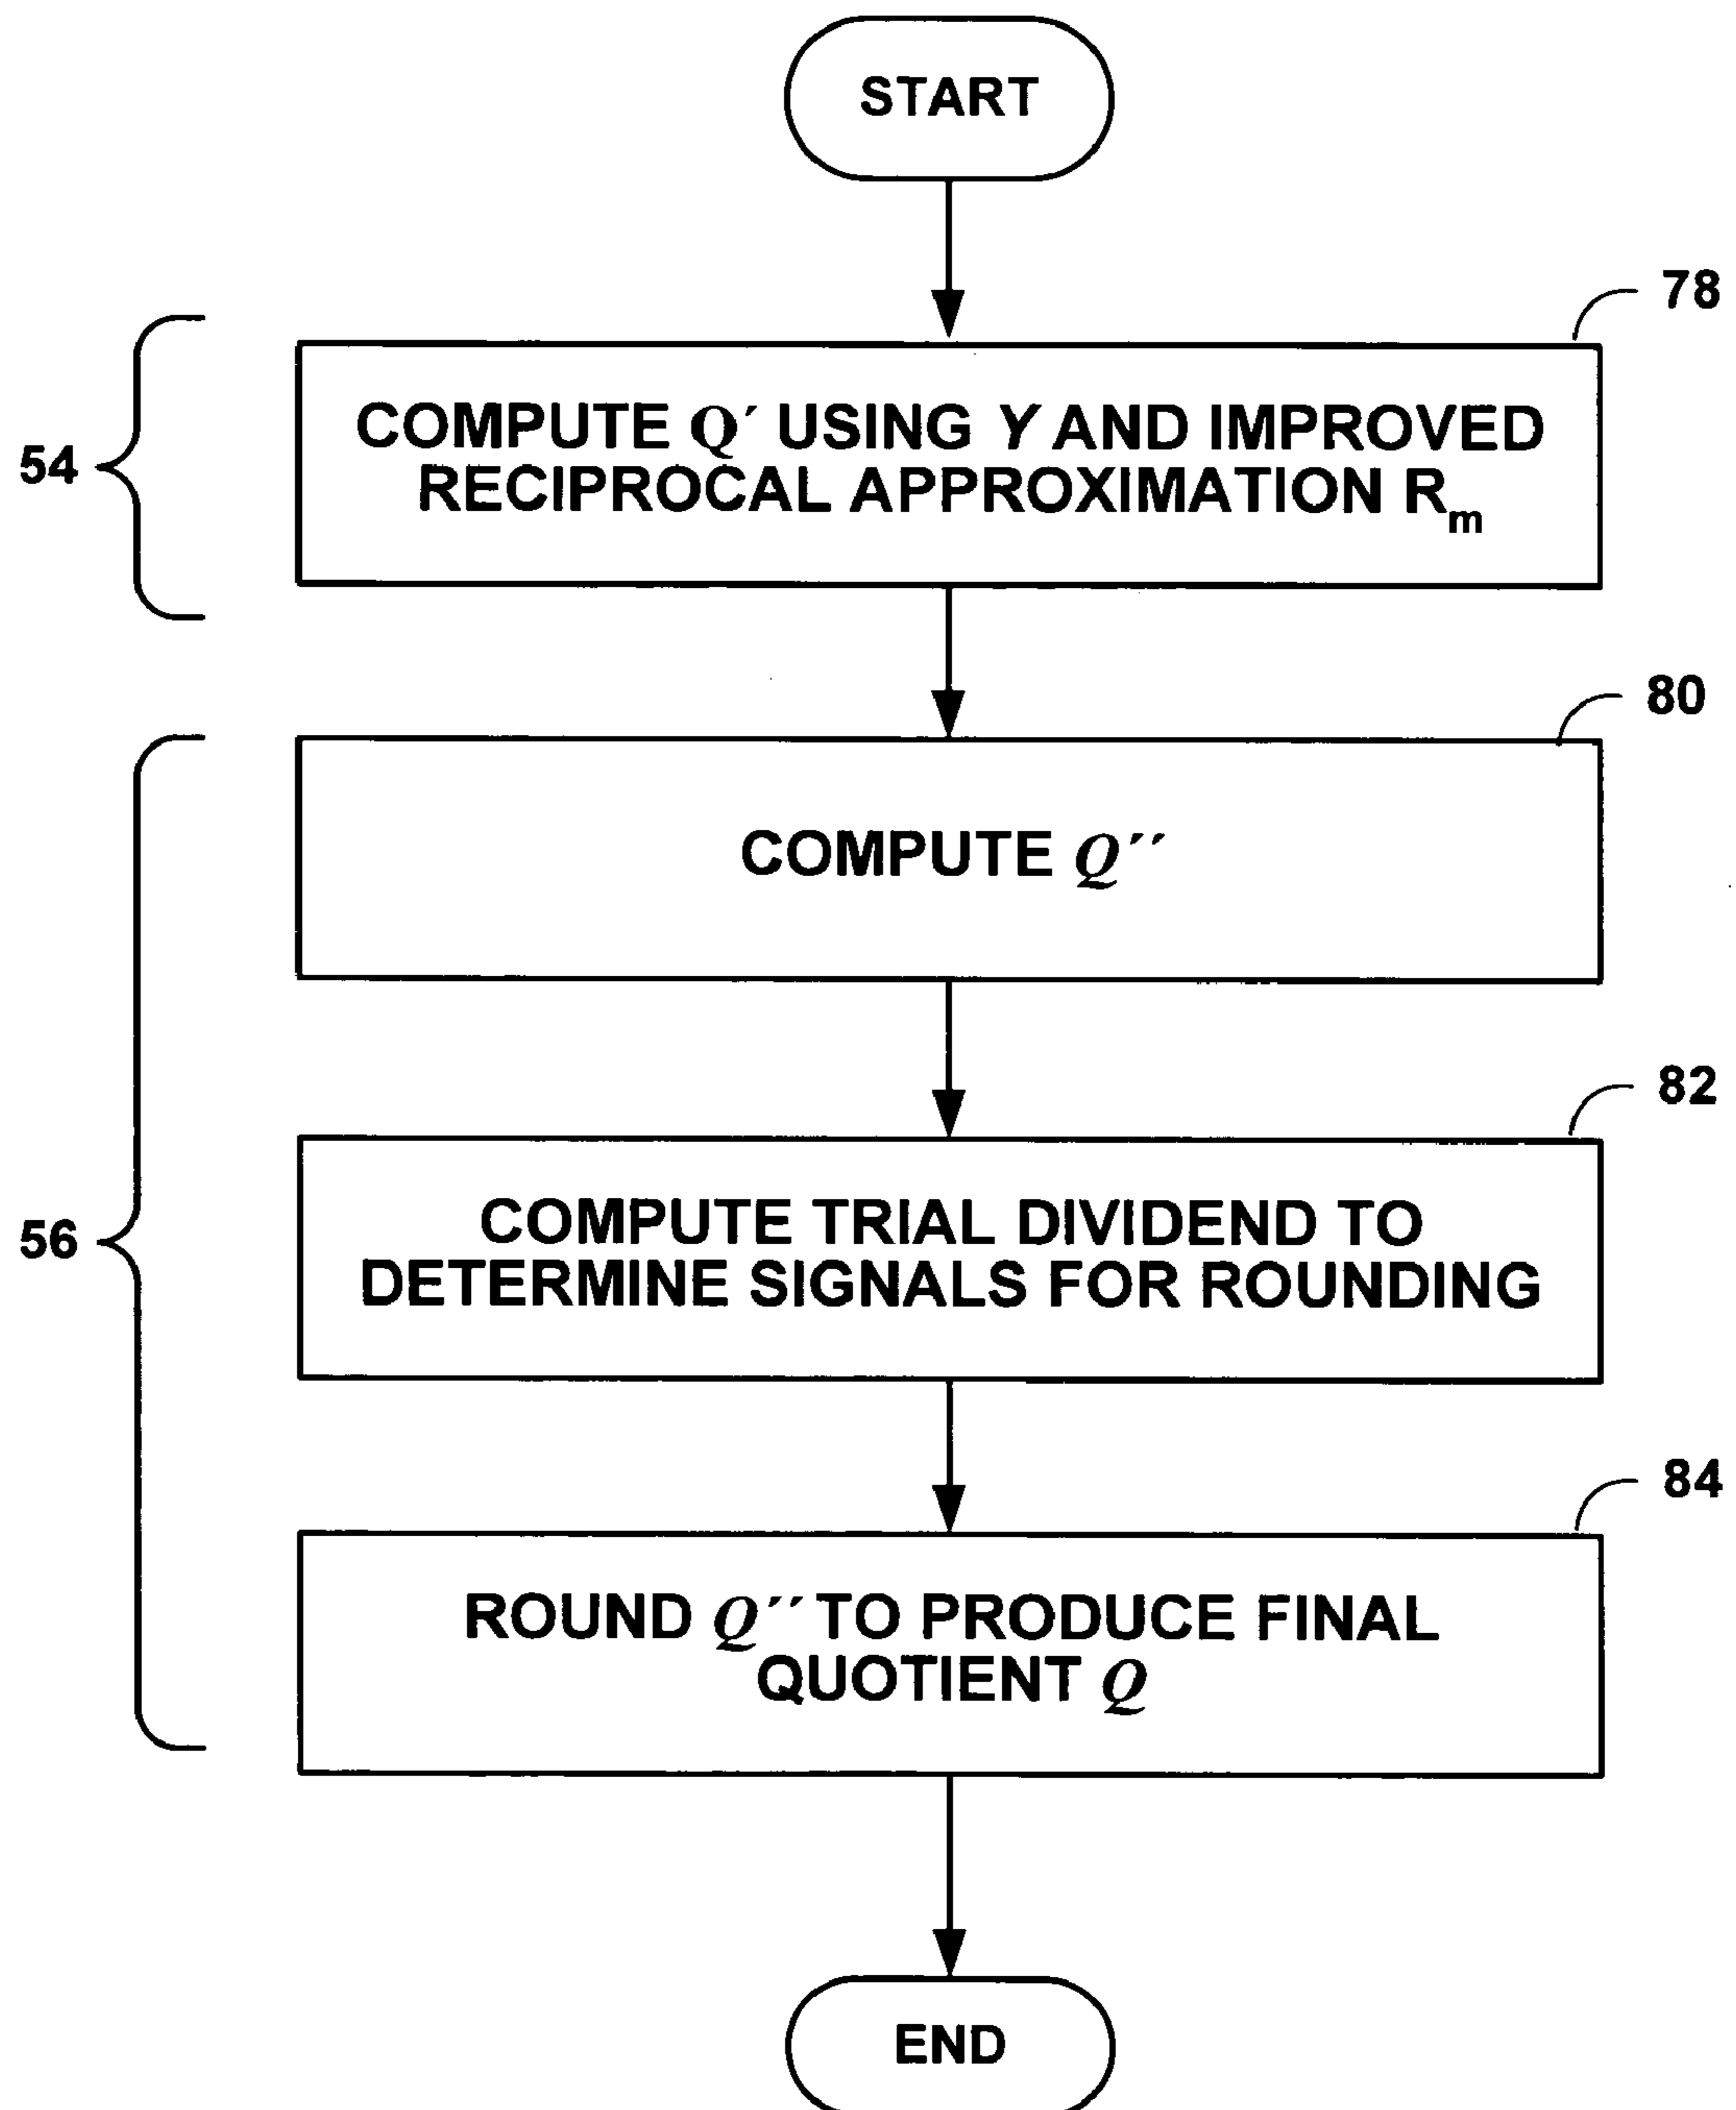 START
78
54
COMPUTE Q′ USING Y AND IMPROVED
RECIPROCAL APPROXIMATION Rm
80
COMPUTE Q′′
82
56
COMPUTE TRIAL DIVIDEND TO
DETERMINE SIGNALS FOR ROUNDING
84
ROUND Q′′ TO PRODUCE FINAL
QUOTIENT Q
END